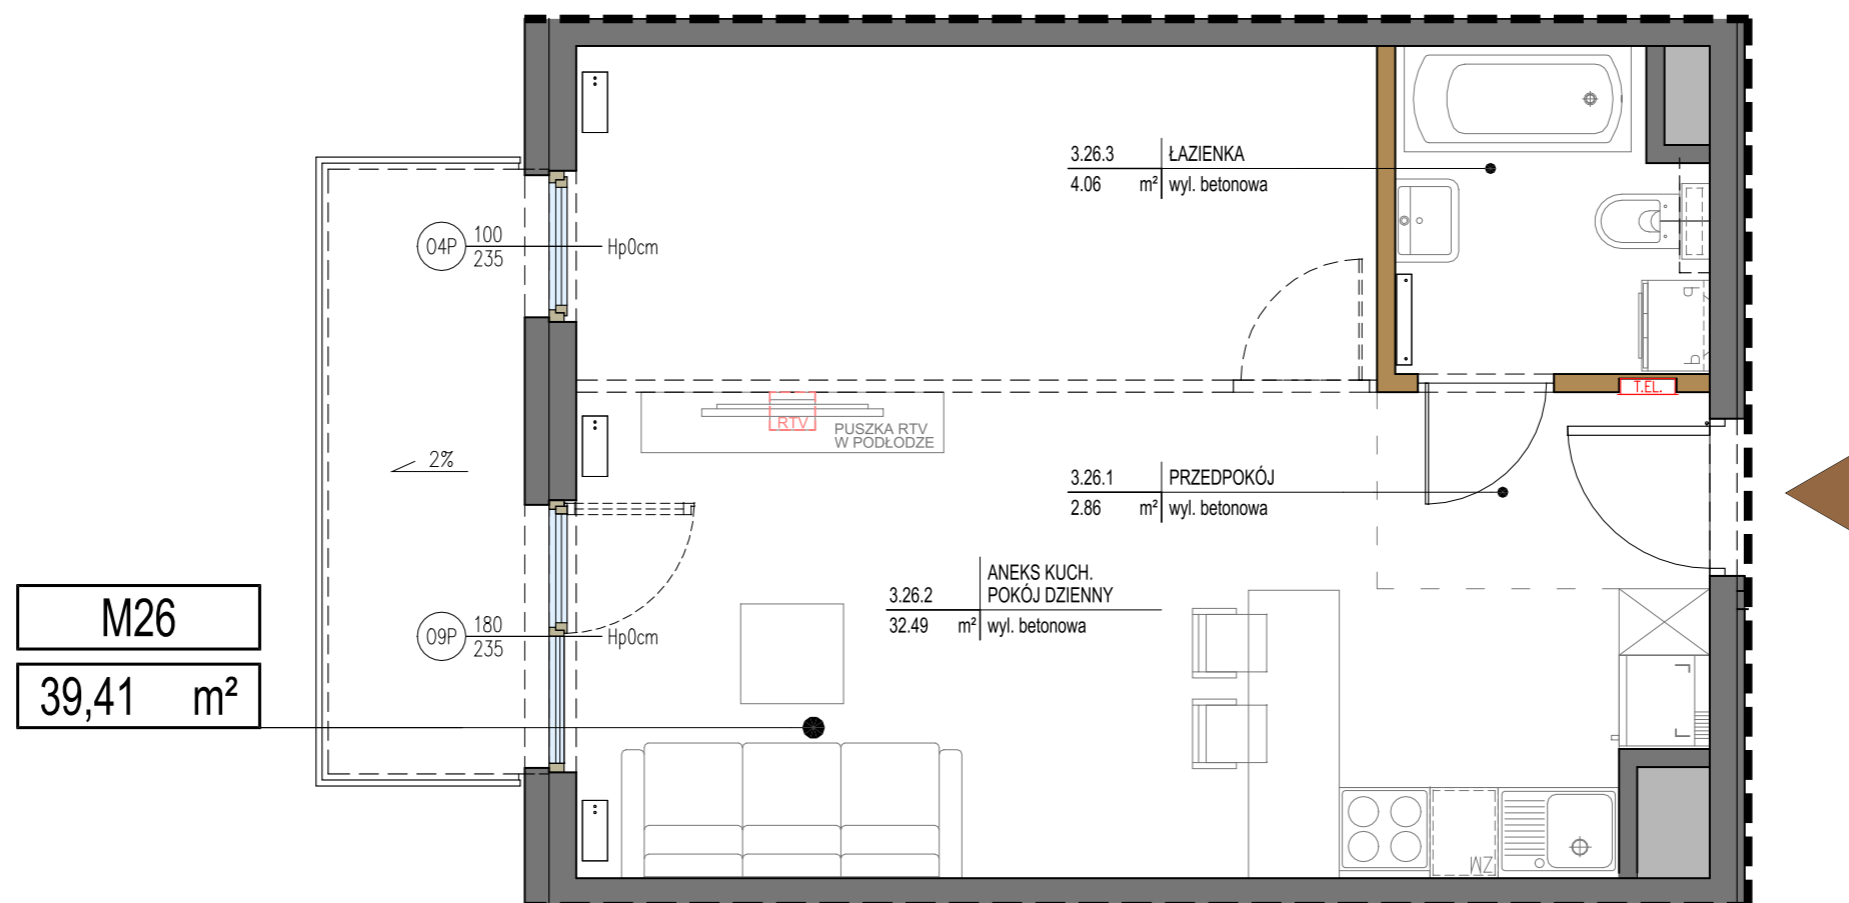 3.26.3 ŁAZIENKA
4.06 m² wyl. betonowa
04P 100
235
Hp0cm
T.EL.
RTV
PUSZKA RTV
W PODŁODZE
2%
3.26.1 PRZEDPOKÓJ
2.86 m² wyl. betonowa
ANEKS KUCH.
3.26.2 POKÓJ DZIENNY
32.49 m² wyl. betonowa
M26
09P 180
235
Hp0cm
39,41 m²
ZM